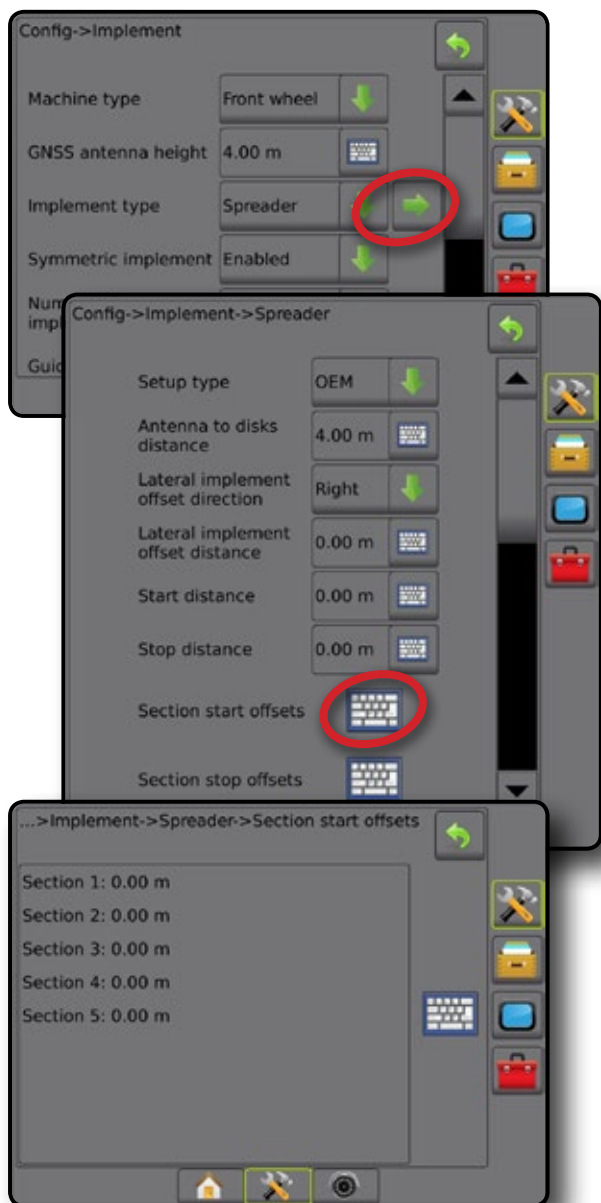 Config->Implement
Machine type Front wheel
GNSS antenna height 4.00 m
Implement type Spreader
Symmetric implement Enabled
Config->Implement->Spreader
Setup type OEM
Antenna to disks
distance
4.00 m
Lateral implement
offset direction
Right
Lateral implement
offset distance
0.00 m
Start distance 0.00 m
Stop distance 0.00 m
Section start offsets
Section stop offsets
...>Implement->Spreader->Section start offsets
Section 1: 0.00 m
Section 2: 0.00 m
Section 3: 0.00 m
Section 4: 0.00 m
Section 5: 0.00 m